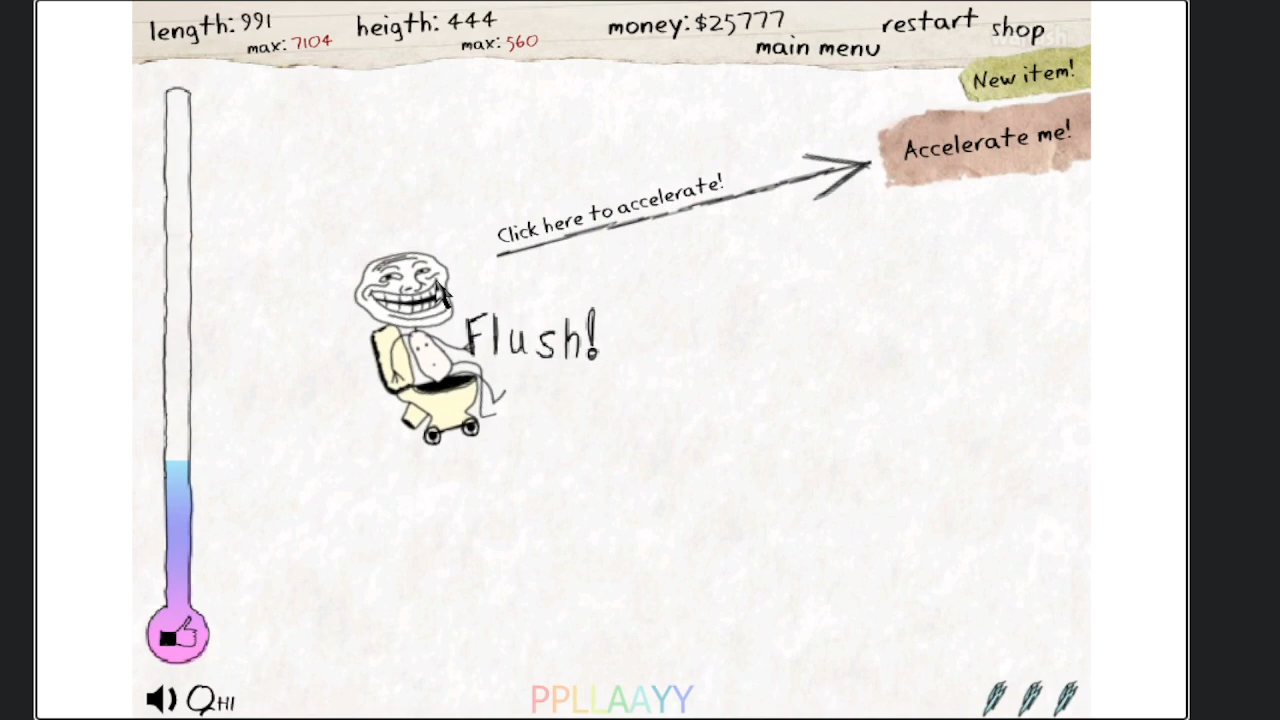 length: 991
max: 7104
heigth: 444
max: 560
money: $25777
main menu
restart
shop
New item!
Accelerate me!
Click here to accelerate!
Flush!
QHI
PPLLAAYY